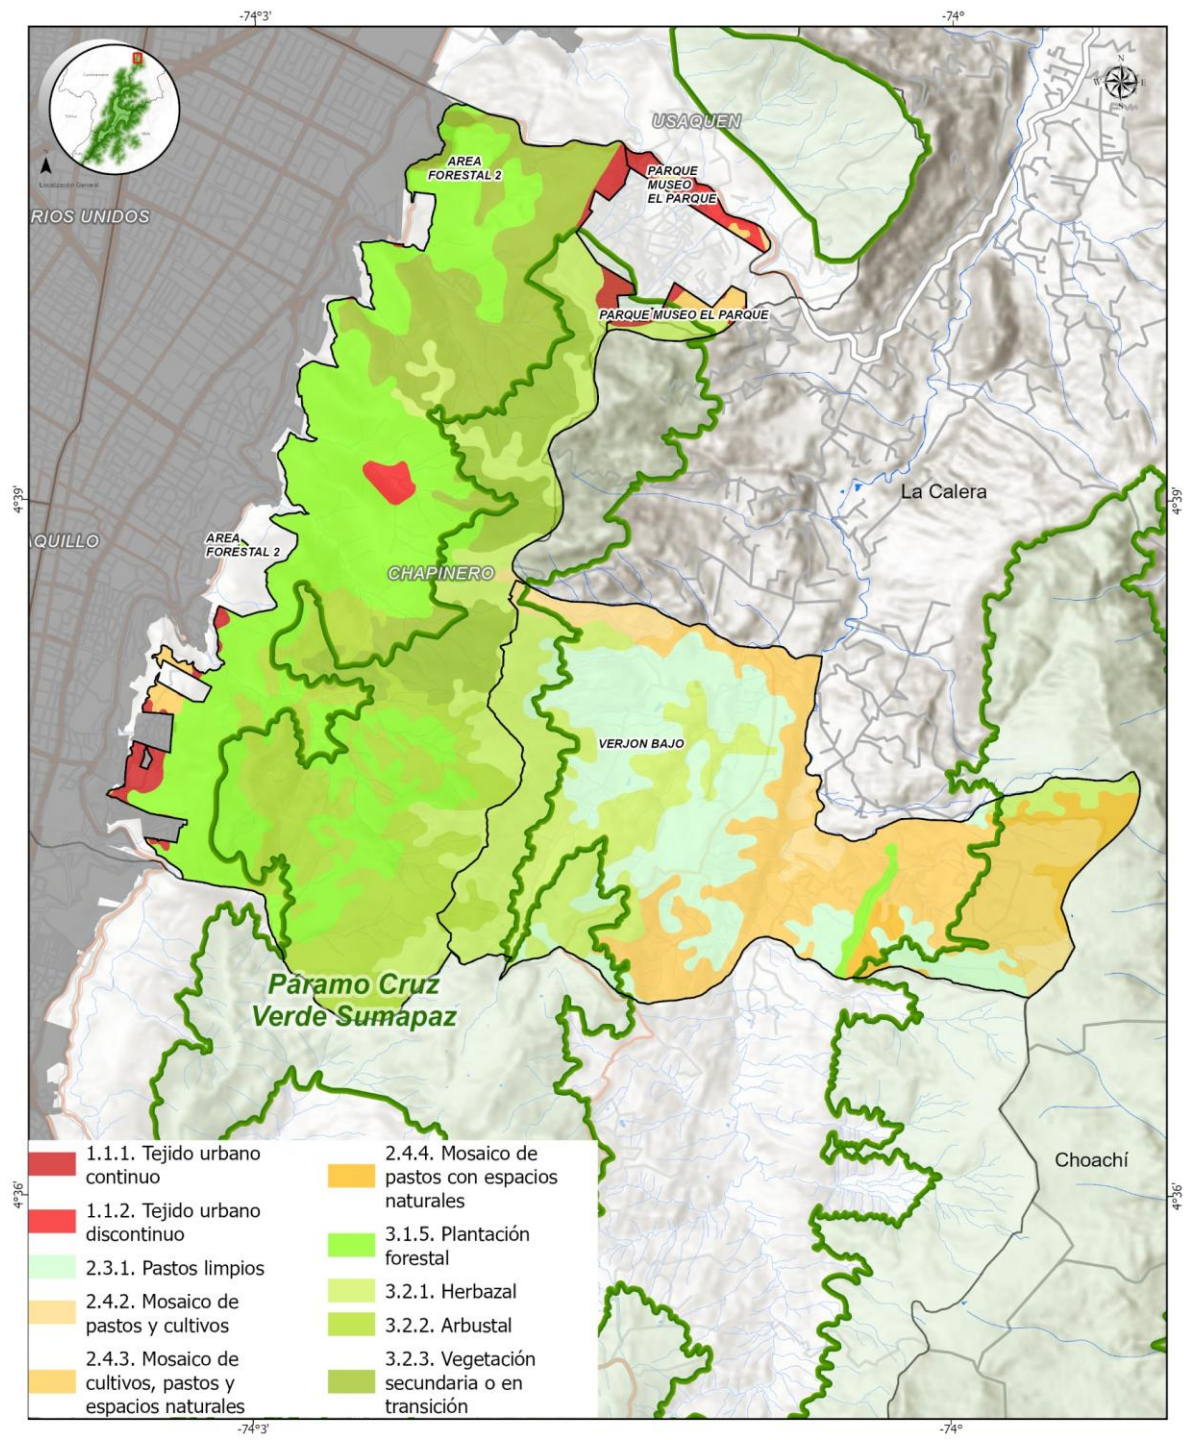 -74°3'
-74°
N
W
E
S
Localización General
USAQUEN
AREA
FORESTAL 2
PARQUE
MUSEO
EL PARQUE
RIOS UNIDOS
PARQUE MUSEO EL PARQUE
4°39'
4°39'
La Calera
AQUILLO
AREA
FORESTAL 2
CHAPINERO
VERJON BAJO
Páramo Cruz
Verde Sumapaz
Choachí
4°36'
4°36'
1.1.1. Tejido urbano
continuo
1.1.2. Tejido urbano
discontinuo
2.3.1. Pastos limpios
2.4.2. Mosaico de
pastos y cultivos
2.4.3. Mosaico de
cultivos, pastos y
espacios naturales
2.4.4. Mosaico de
pastos con espacios
naturales
3.1.5. Plantación
forestal
3.2.1. Herbazal
3.2.2. Arbustal
3.2.3. Vegetación
secundaria o en
transición
-74°3'
-74°